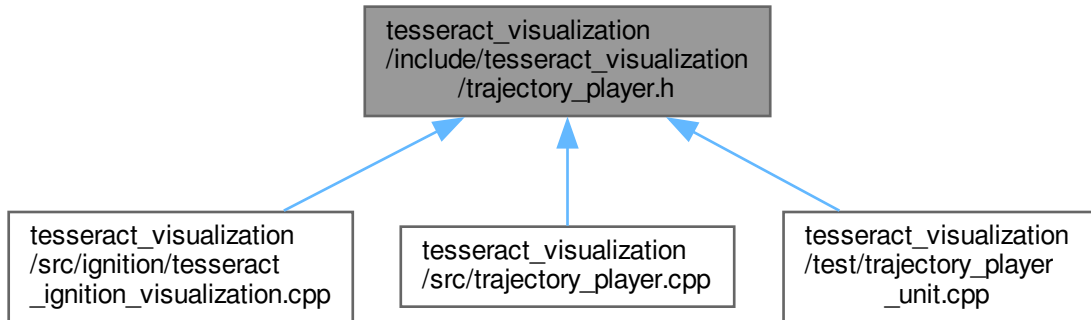 tesseract_visualization
/include/tesseract_visualization
/trajectory_player.h
tesseract_visualization
/src/ignition/tesseract
_ignition_visualization.cpp
tesseract_visualization
/src/trajectory_player.cpp
tesseract_visualization
/test/trajectory_player
_unit.cpp